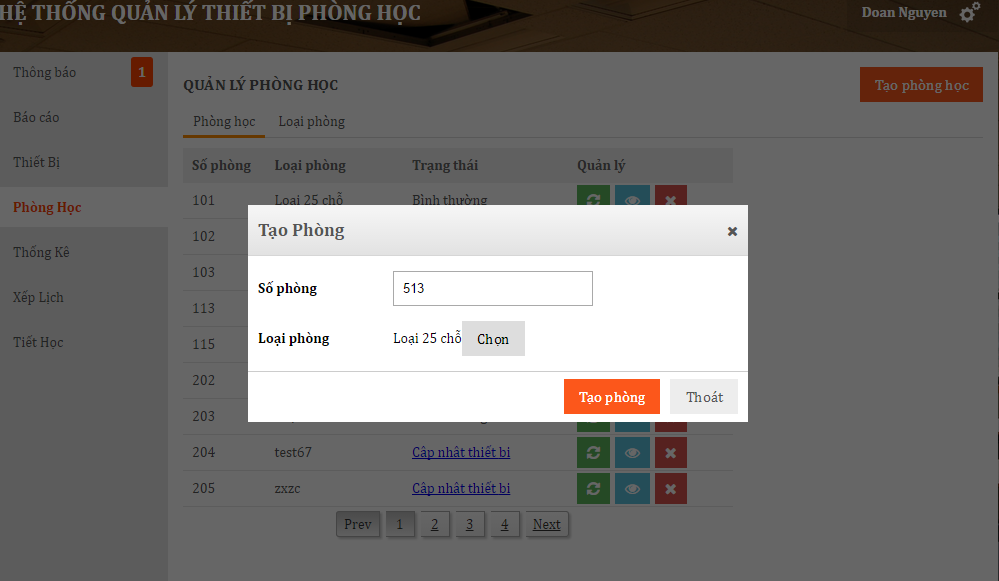 HỆ THỐNG QUẢN LÝ THIẾT BỊ PHÒNG HỌC
Doan Nguyen
Thông báo 1
Báo cáo
Thiết Bị
Phòng Học
Thống Kê
Xếp Lịch
Tiết Học
QUẢN LÝ PHÒNG HỌC
Tạo phòng học
Phòng học Loại phòng
Số phòng Loại phòng Trạng thái Quản lý
101 Loại 25 chỗ Bình thường
102
103
113
115
202
203
204 test67 Cập nhật thiết bị
205 zxzc Cập nhật thiết bị
Prev 1 2 3 4 Next
Tạo Phòng
Số phòng 513
Loại phòng Loại 25 chỗ Chọn
Tạo phòng Thoát